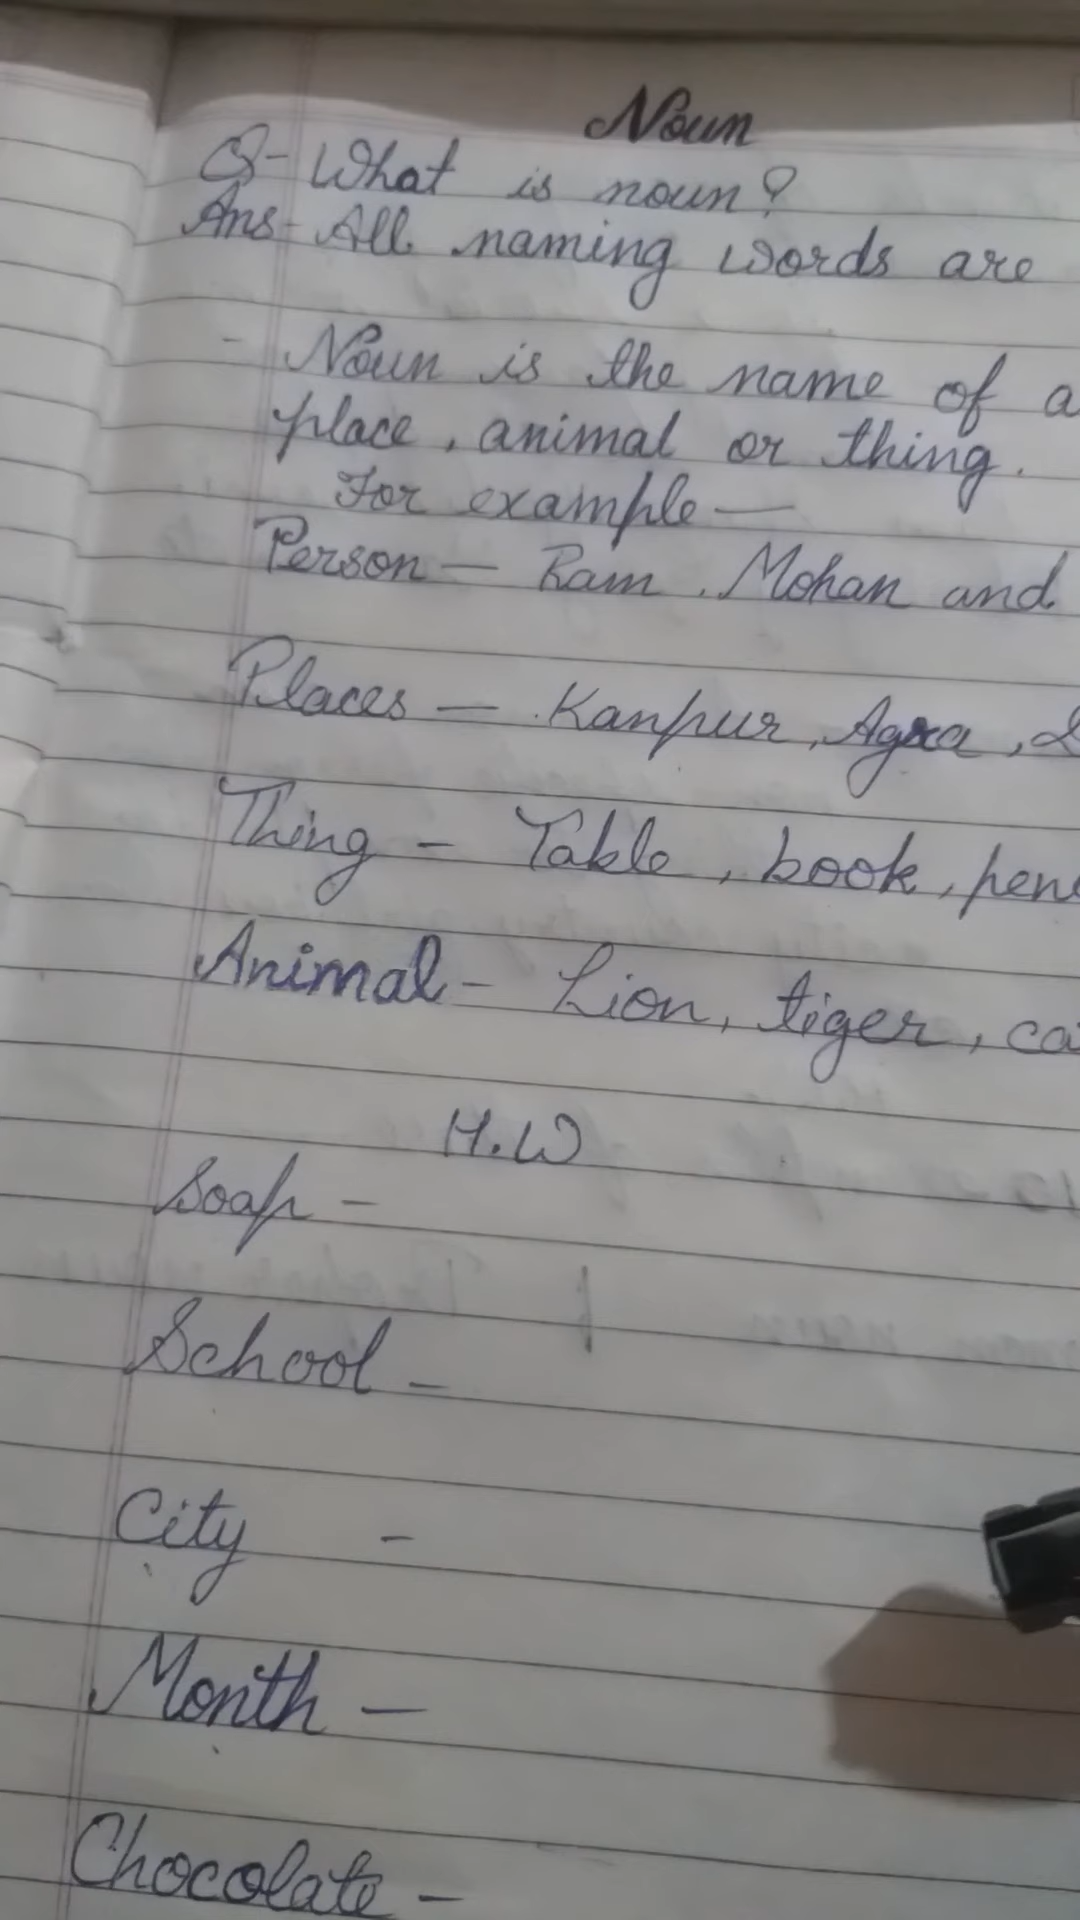 Noun
Q- What is noun?
Ans- All naming words are
- Noun is the name of a
place, animal or thing.
For example —
Person — Ram, Mohan and
Places — Kanpur, Agra,
Thing - Table, book, penc
Animal - Lion, tiger, ca
H.W
Soap -
School -
City -
Month -
Chocolate -